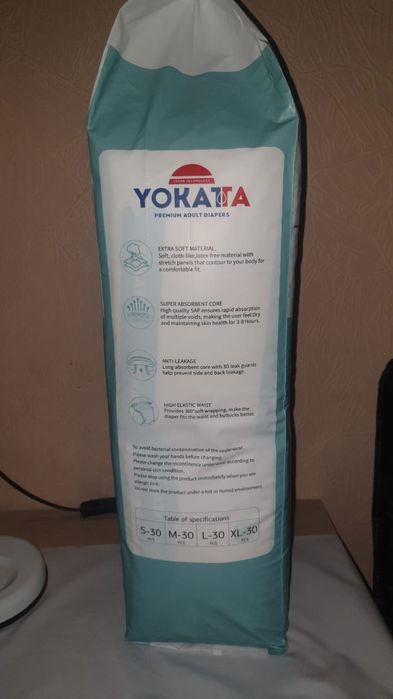 JAPAN TECHNOLOGY
YOKATTA
PREMIUM ADULT DIAPERS
EXTRA SOFT MATERIAL.
Soft, cloth-like,latex free material with
stretch panels that contour to your body for
a comfortable fit.
SUPER ABSORBENT CORE
High quality SAP ensures rapid absorption
of multiple voids, making the user feel Dry
and maintaining skin health for 3-8 Hours.
ANTI-LEAKAGE
Long absorbent core with 3D leak guards
help prevent side and back leakage.
HIGH ELASTIC WAIST
Provides 360°soft wrapping, make the
diaper fits the waist and buttocks better.
To avoid bacterial contamination of the underwear.
Please wash your hands before changing.
Please change the incontinence underwear according to
personal skin condition.
Please stop using the product immediately when you are
allergic to it.
Do not store the product under a hot or humid environment.
Table of specifications
S-30 M-30 L-30 XL-30
PCS PCS PCS PCS